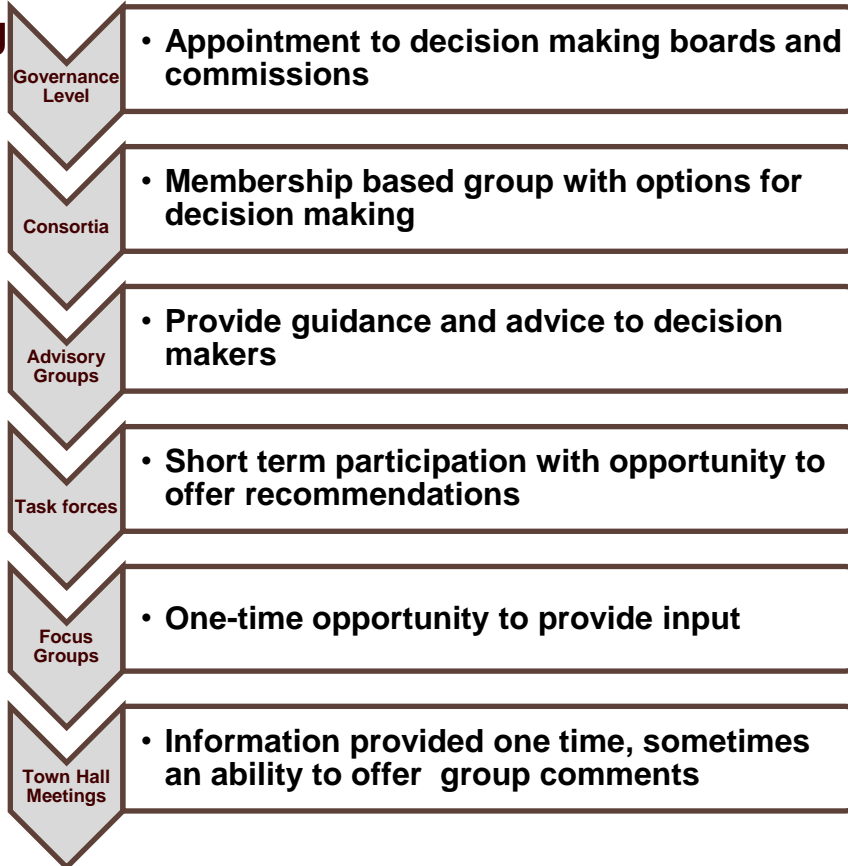 Governance
Level
• Appointment to decision making boards and
commissions
Consortia
• Membership based group with options for
decision making
Advisory
Groups
• Provide guidance and advice to decision
makers
Task forces
• Short term participation with opportunity to
offer recommendations
Focus
Groups
• One-time opportunity to provide input
Town Hall
Meetings
• Information provided one time, sometimes
an ability to offer  group comments